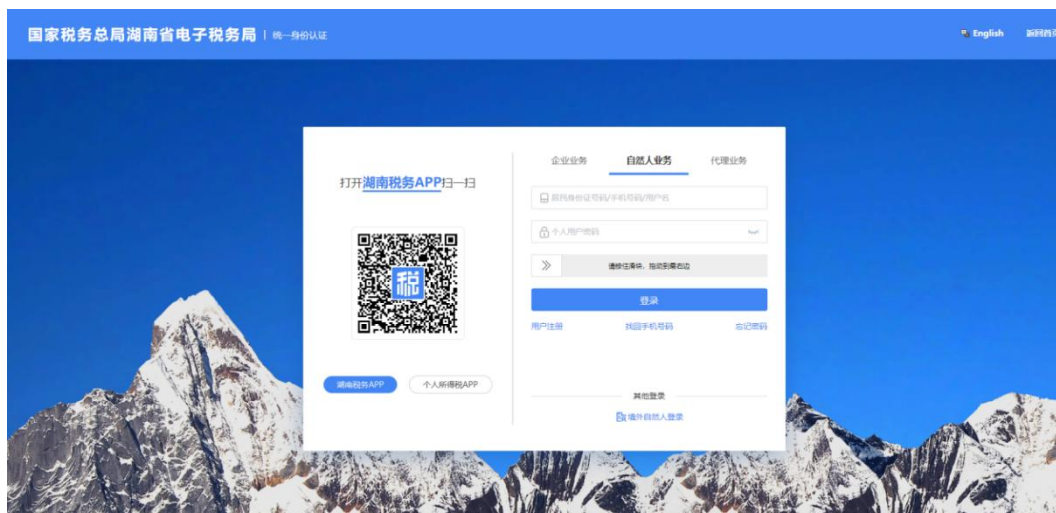 国家税务总局湖南省电子税务局 | 统一身份认证
English 返回首页
打开湖南税务APP扫一扫
税
湖南税务APP 个人所得税APP
企业业务 自然人业务 代理业务
居民身份证号码/手机号码/用户名
个人用户密码
请按住滑块，拖动到最右边
登录
用户注册 找回手机号码 忘记密码
其他登录
境外自然人登录